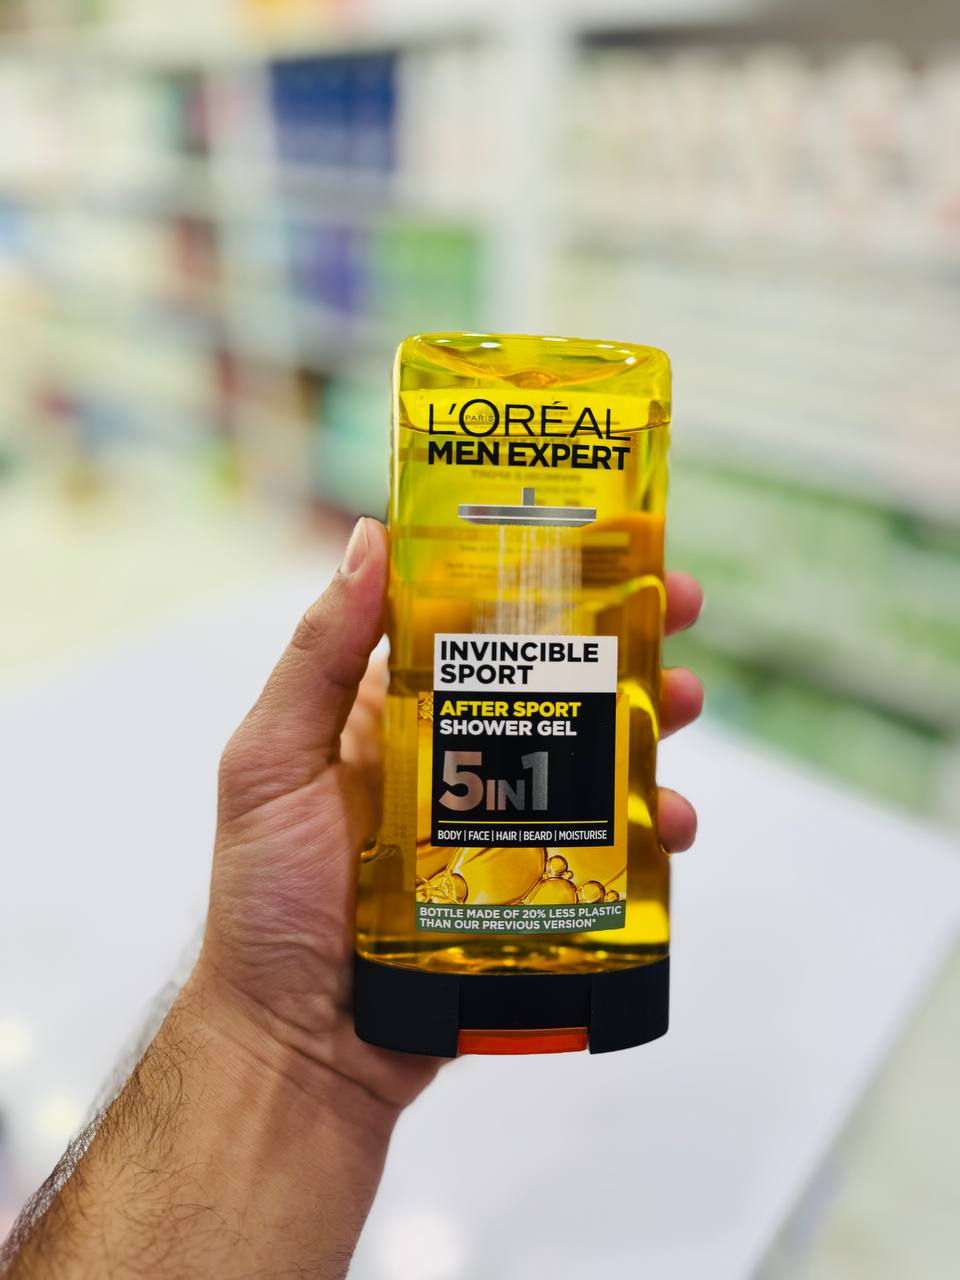 L'ORÉAL
PARIS
MEN EXPERT
INVINCIBLE
SPORT
AFTER SPORT
SHOWER GEL
5IN1
BODY | FACE | HAIR | BEARD | MOISTURISE
BOTTLE MADE OF 20% LESS PLASTIC
THAN OUR PREVIOUS VERSION*